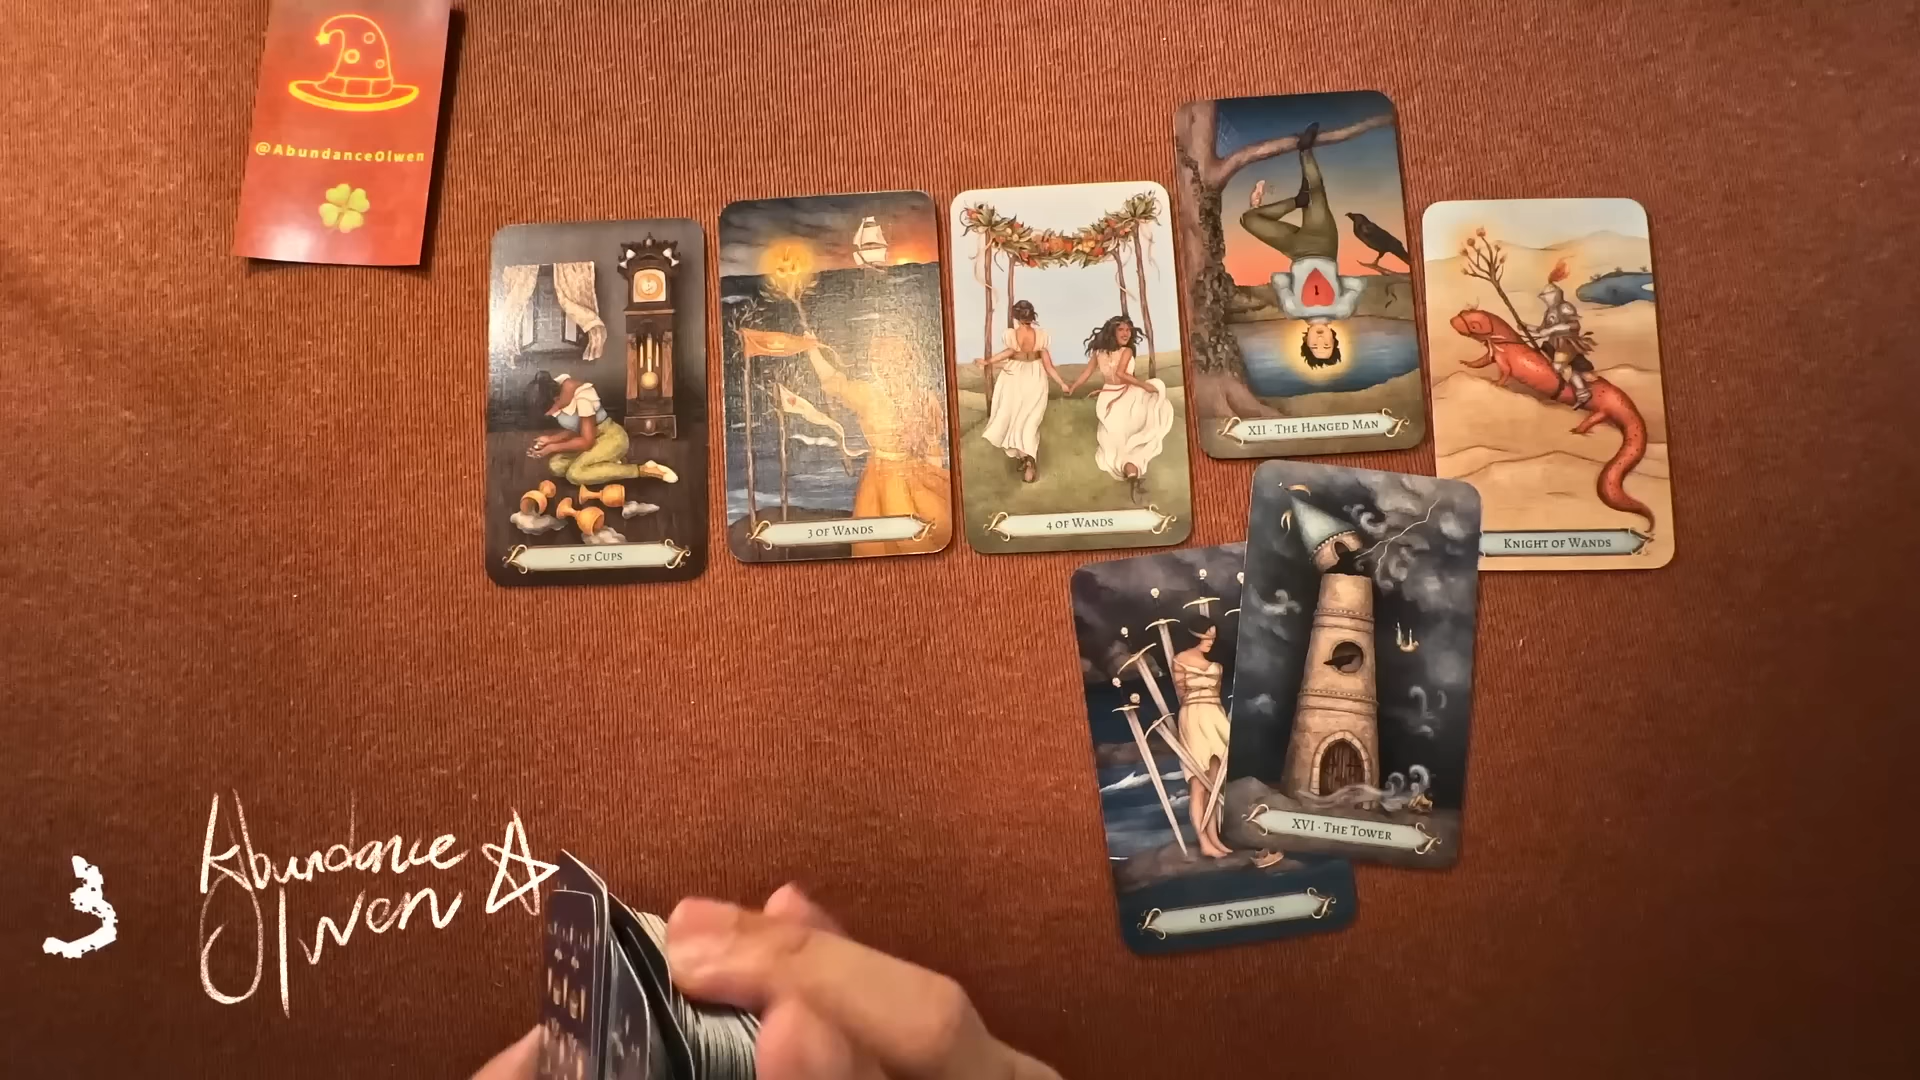 @AbundanceOlwen
XII · THE HANGED MAN
5 OF CUPS
3 OF WANDS
4 OF WANDS
KNIGHT OF WANDS
XVI · THE TOWER
8 OF SWORDS
3
Abundance
Olwen